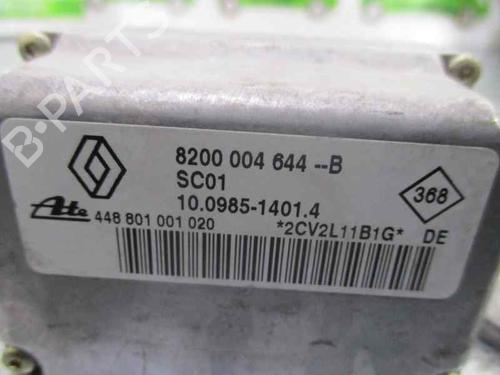 8200 004 644 --B
SC01
10.0985-1401.4
368
Ate 448 801 001 020 *2CV2L11B1G* DE
B-PARTS